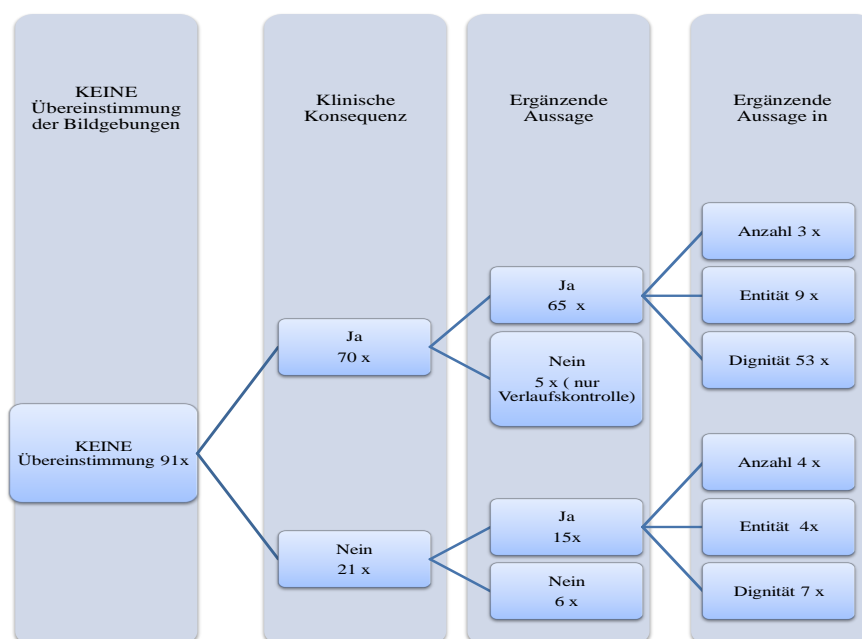 KEINE
Übereinstimmung
der Bildgebungen
Klinische
Konsequenz
Ergänzende
Aussage
Ergänzende
Aussage in
KEINE
Übereinstimmung 91x
Ja
70 x
Ja
65 x
Anzahl 3 x
Entität 9 x
Dignität 53 x
Nein
5 x ( nur
Verlaufskontrolle)
Nein
21 x
Ja
15x
Anzahl 4 x
Entität 4x
Dignität 7 x
Nein
6 x